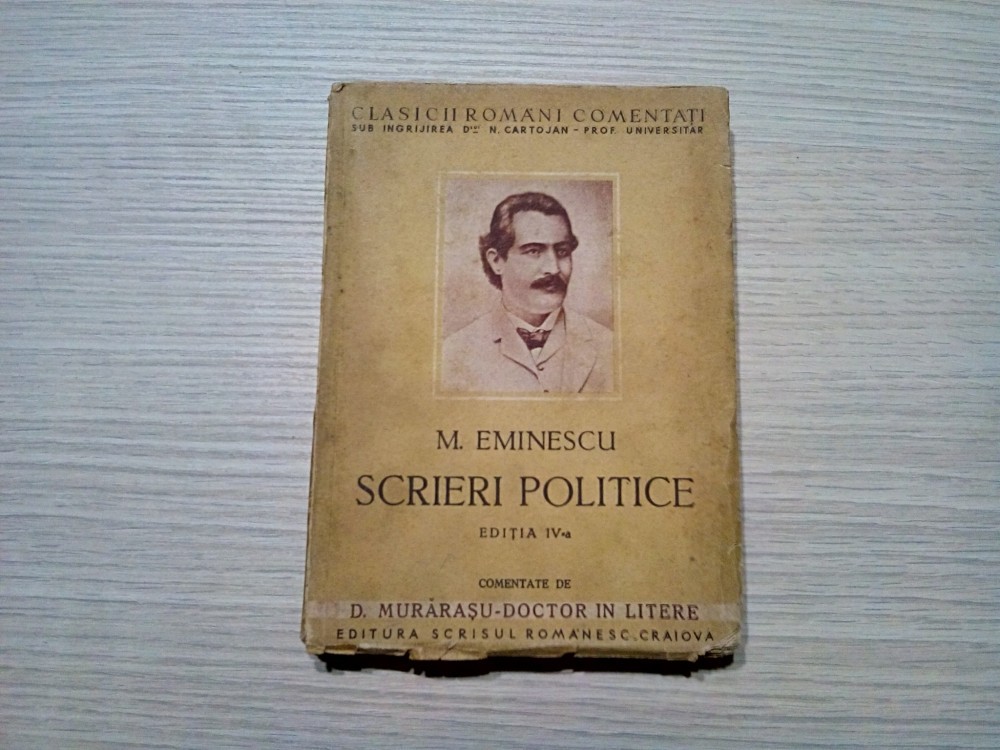 CLASICII ROMÂNI COMENTAȚI
SUB INGRIJIREA Dlui N. CARTOJAN - PROF. UNIVERSITAR
M. EMINESCU
SCRIERI POLITICE
EDIȚIA IV-a
COMENTATE DE
D. MURĂRAȘU-DOCTOR IN LITERE
EDITURA SCRISUL ROMÂNESC. CRAIOVA